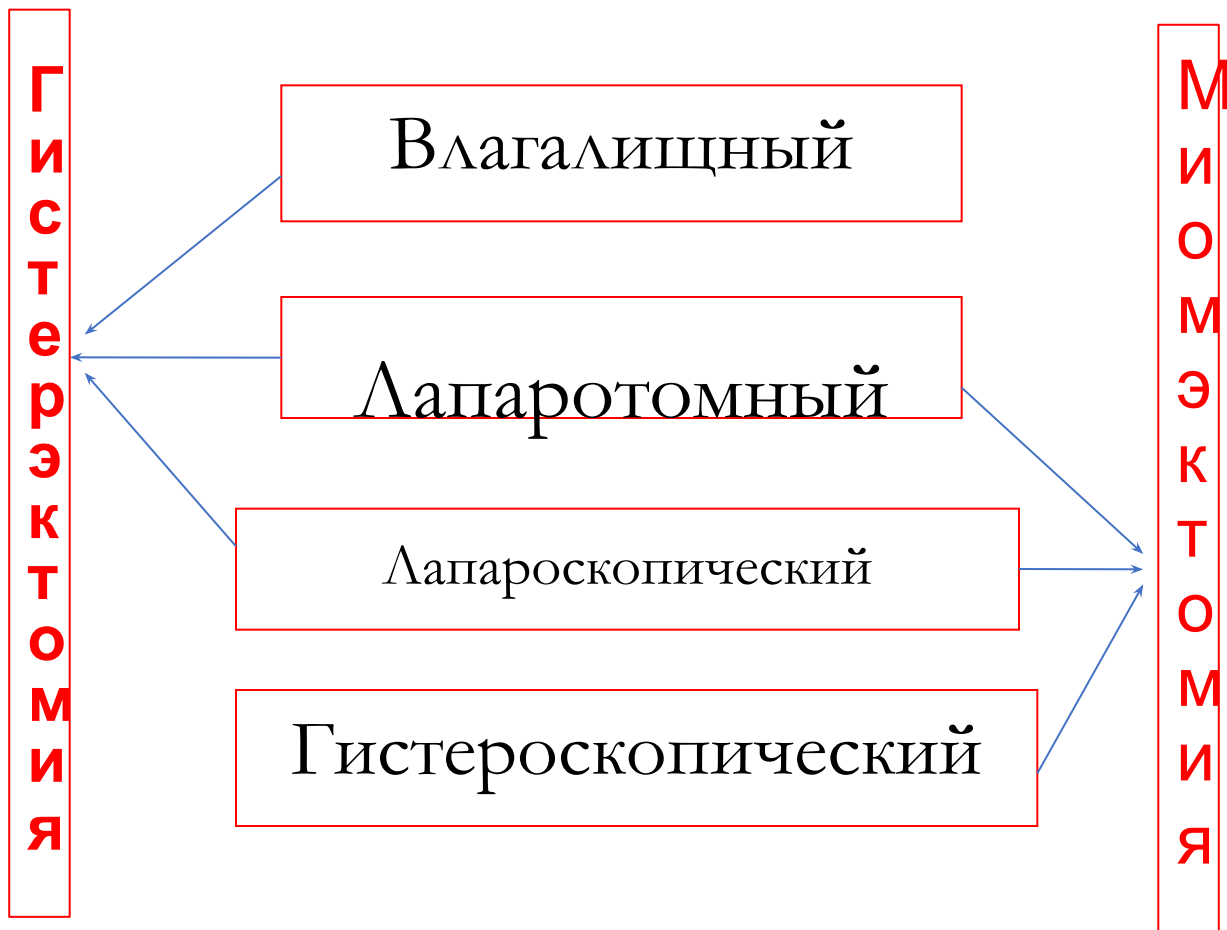 Гистерэктомия
Влагалищный
Лапаротомный
Лапароскопический
Гистероскопический
Миомэктомия